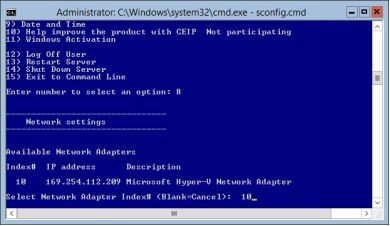 Administrator: C:\Windows\system32\cmd.exe - sconfig.cmd
9) Date and Time
10) Help improve the product with CEIP  Not participating
11) Windows Activation
12) Log Off User
13) Restart Server
14) Shut Down Server
15) Exit to Command Line
Enter number to select an option: 8
Network settings
Available Network Adapters
Index#  IP address      Description
10    169.254.112.209 Microsoft Hyper-V Network Adapter
Select Network Adapter Index# (Blank=Cancel):  10_